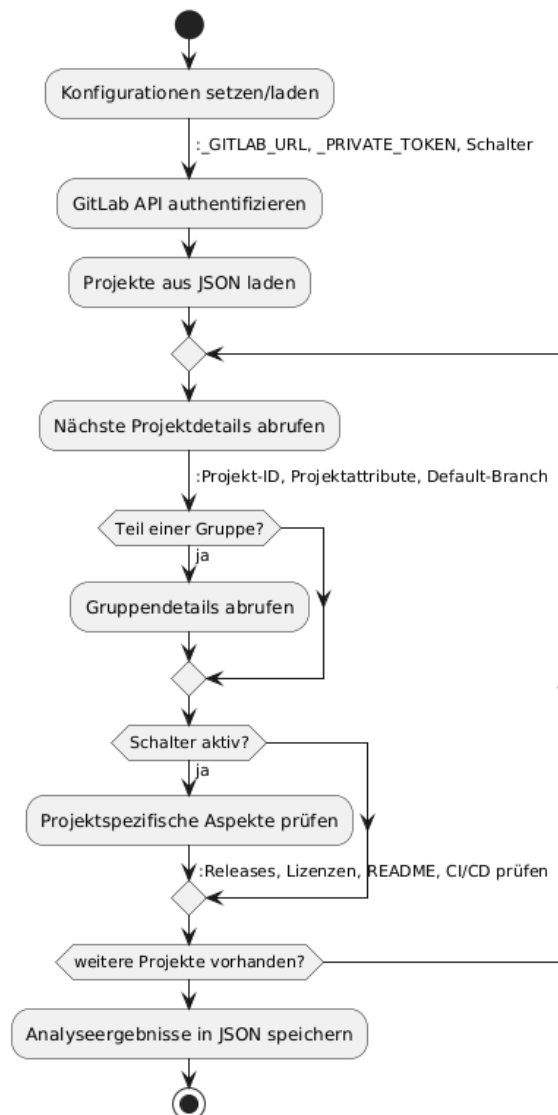 Konfigurationen setzen/laden
:_GITLAB_URL, _PRIVATE_TOKEN, Schalter
GitLab API authentifizieren
Projekte aus JSON laden
Nächste Projektdetails abrufen
:Projekt-ID, Projektattribute, Default-Branch
Teil einer Gruppe?
ja
Gruppendetails abrufen
Schalter aktiv?
ja
Projektspezifische Aspekte prüfen
:Releases, Lizenzen, README, CI/CD prüfen
weitere Projekte vorhanden?
Analyseergebnisse in JSON speichern